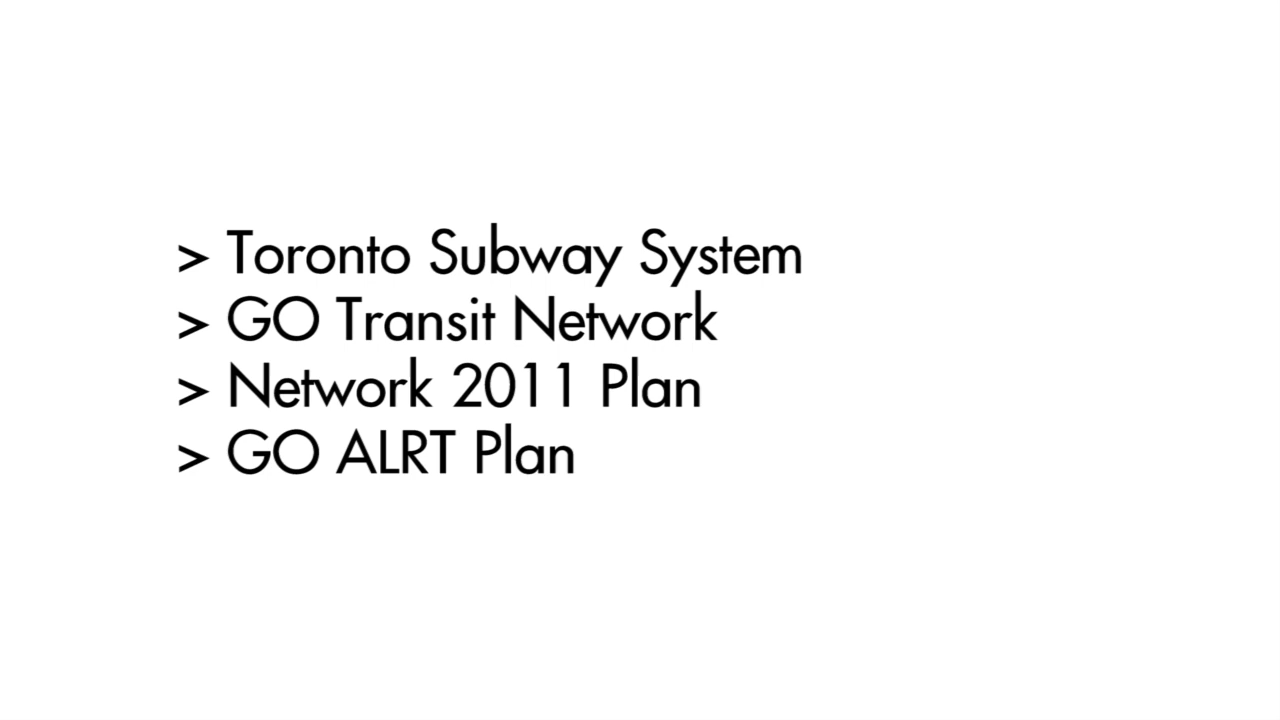 > Toronto Subway System
> GO Transit Network
> Network 2011 Plan
> GO ALRT Plan